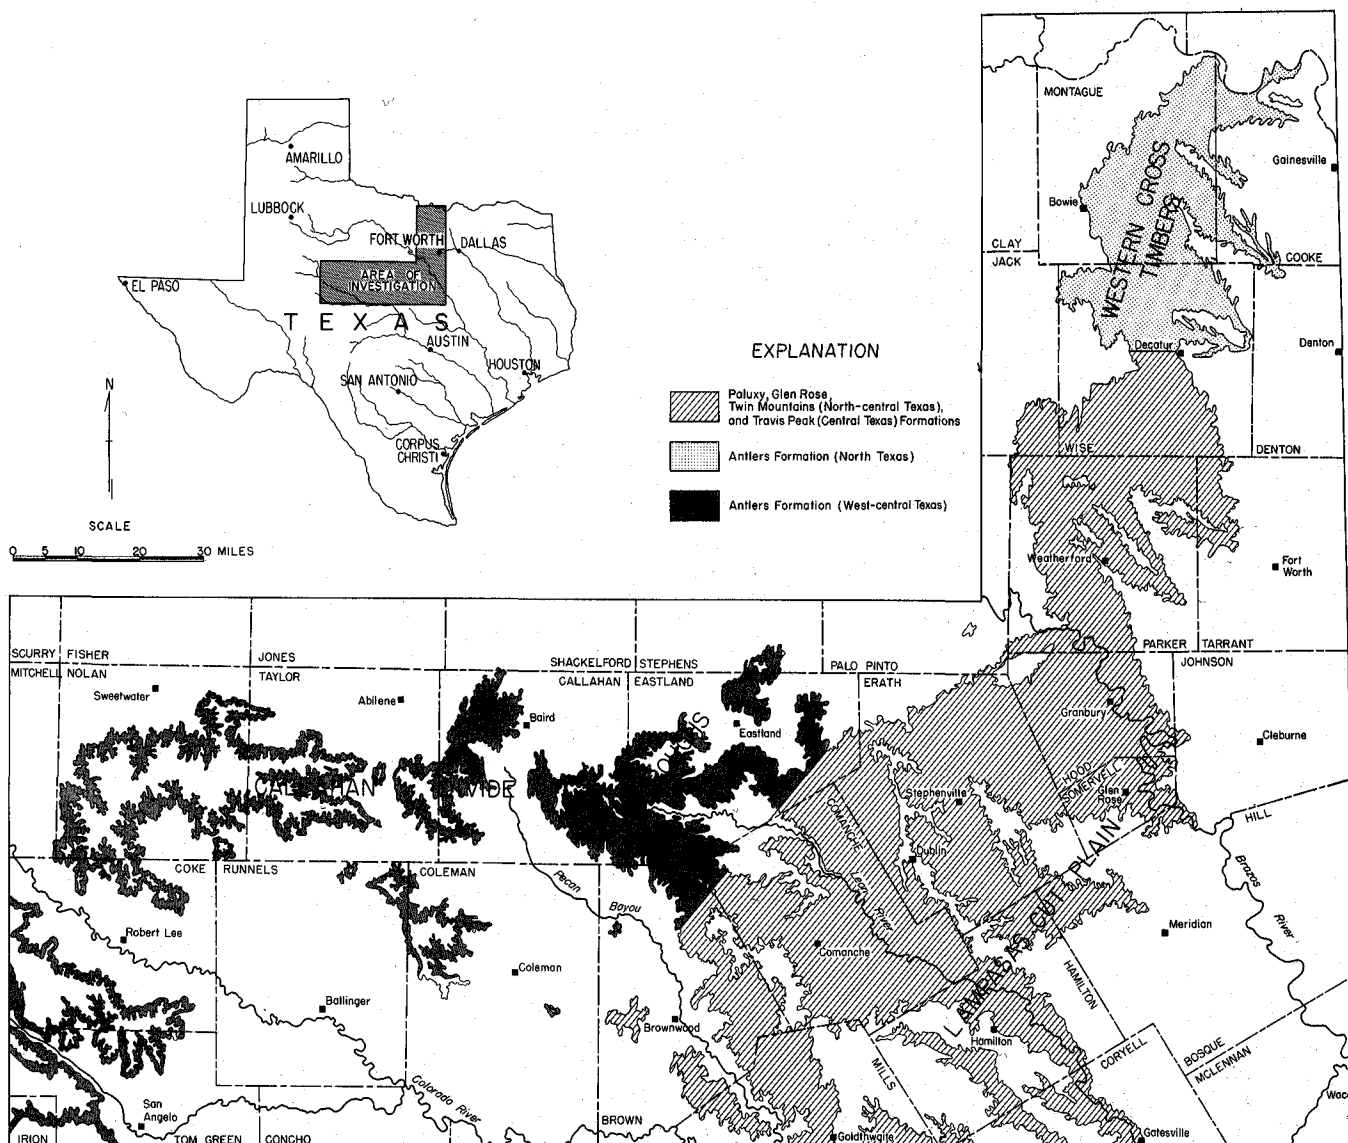 AMARILLO
LUBBOCK
FORT WORTH
DALLAS
EL PASO
AREA OF
INVESTIGATION
TEXAS
AUSTIN
SAN ANTONIO
HOUSTON
CORPUS
CHRISTI
N
SCALE
0 5 10 20 30 MILES
EXPLANATION
Paluxy, Glen Rose,
Twin Mountains (North-central Texas),
and Travis Peak (Central Texas) Formations
Antlers Formation (North Texas)
Antlers Formation (West-central Texas)
MONTAGUE
Gainesville
Bowie
WESTERN CROSS
TIMBERS
CLAY
JACK
COOKE
Decatur
Denton
WISE
DENTON
Weatherford
Fort
Worth
PARKER
TARRANT
JOHNSON
SCURRY
FISHER
JONES
SHACKELFORD
STEPHENS
PALO PINTO
MITCHELL
NOLAN
TAYLOR
CALLAHAN
EASTLAND
ERATH
Sweetwater
Abilene
Baird
Eastland
Granbury
Cleburne
CALLAHAN
DIVIDE
HOOD
SOMERVELL
Glen
Rose
Stephenville
HILL
COMANCHE
Dublin
LAMPASAS CUT PLAIN
Leon
River
COKE
RUNNELS
COLEMAN
Pecan
Bayou
Brazos
River
Robert Lee
Meridian
Comanche
Coleman
HAMILTON
Ballinger
Brownwood
Hamilton
CORYELL
BOSQUE
MCLENNAN
MILLS
Colorado River
San
Angelo
BROWN
Waco
IRION
TOM GREEN
CONCHO
Goldthwaite
Gatesville